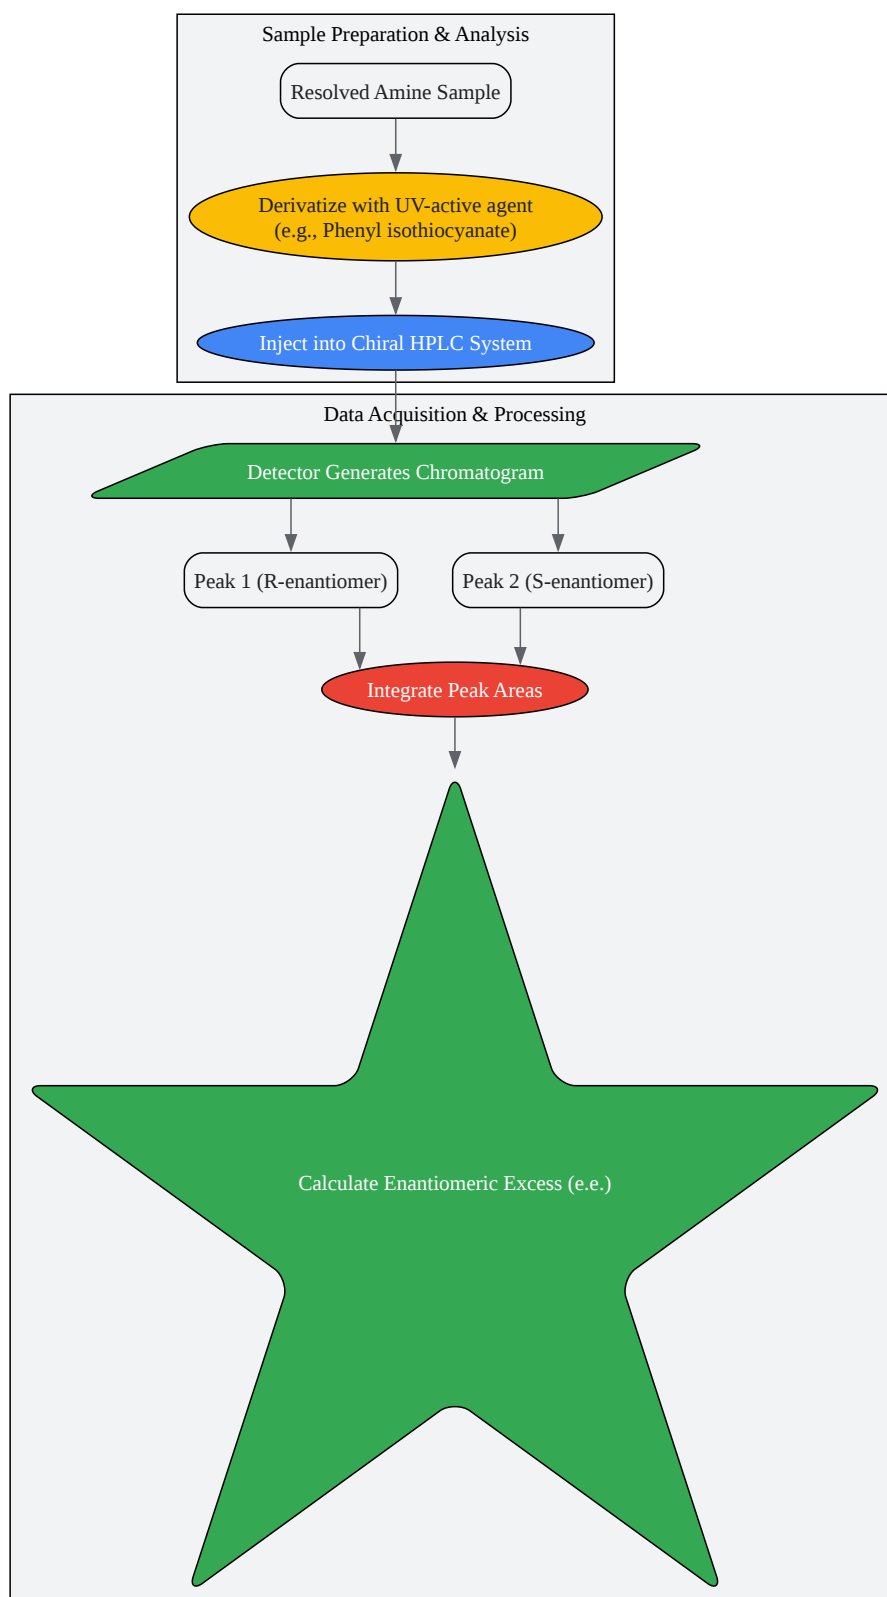 Sample Preparation & Analysis
Resolved Amine Sample
Derivatize with UV-active agent
(e.g., Phenyl isothiocyanate)
Inject into Chiral HPLC System
Data Acquisition & Processing
Detector Generates Chromatogram
Peak 1 (R-enantiomer)
Peak 2 (S-enantiomer)
Integrate Peak Areas
Calculate Enantiomeric Excess (e.e.)